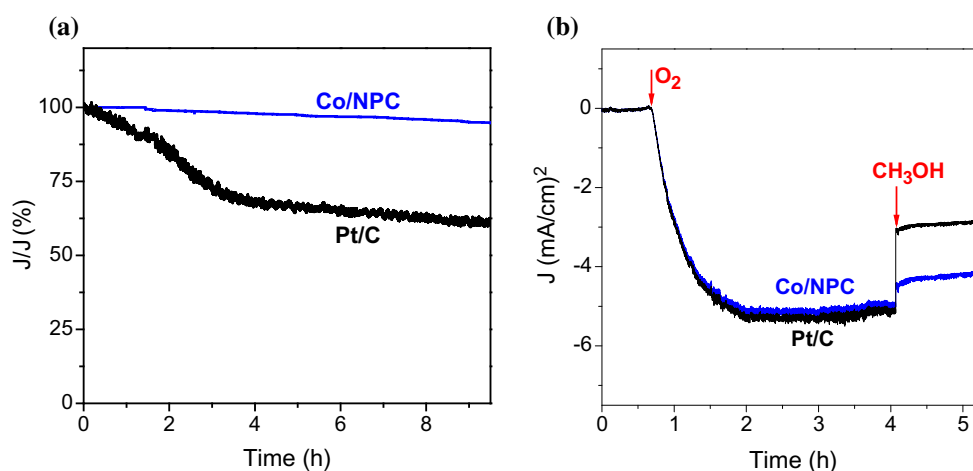 (a)
J/J (%)
100
75
50
25
0
Co/NPC
Pt/C
0 2 4 6 8
Time (h)
(b)
J (mA/cm)²
0
-2
-4
-6
O₂
CH₃OH
Co/NPC
Pt/C
0 1 2 3 4 5
Time (h)